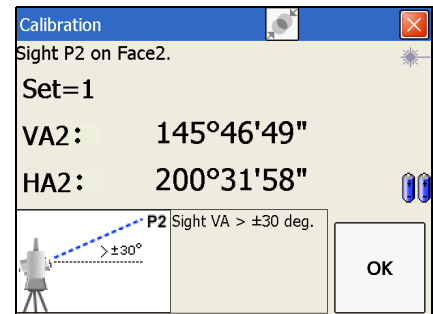 Calibration
Sight P2 on Face2.
Set=1
VA2: 145°46'49"
HA2: 200°31'58"
P2 Sight VA > ±30 deg.
>±30°
OK